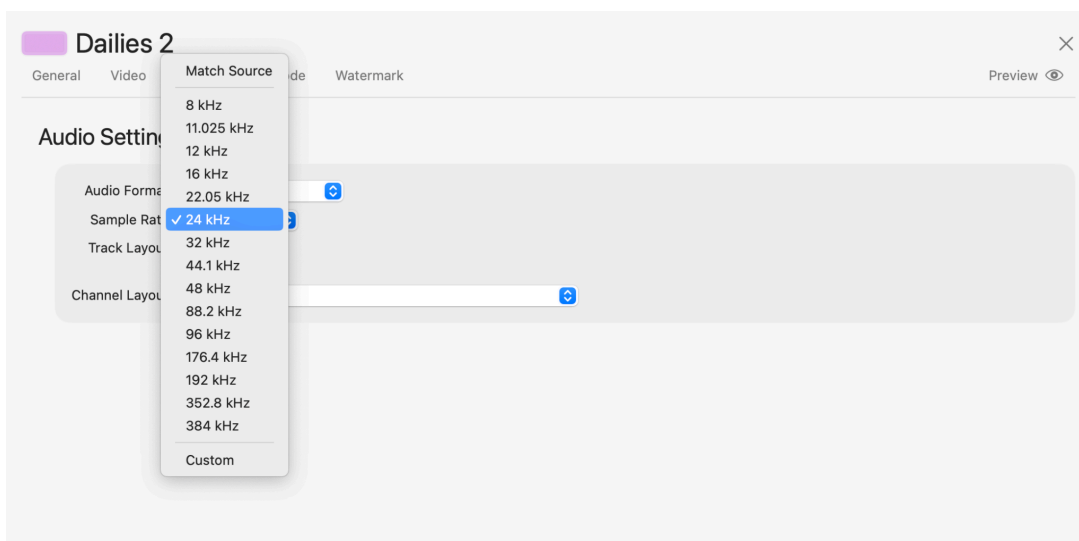 Dailies 2
General Video de Watermark Preview
Audio Settin
Audio Forma
Sample Rat
Track Layou
Channel Layou
Match Source
8 kHz
11.025 kHz
12 kHz
16 kHz
22.05 kHz
✓ 24 kHz
32 kHz
44.1 kHz
48 kHz
88.2 kHz
96 kHz
176.4 kHz
192 kHz
352.8 kHz
384 kHz
Custom